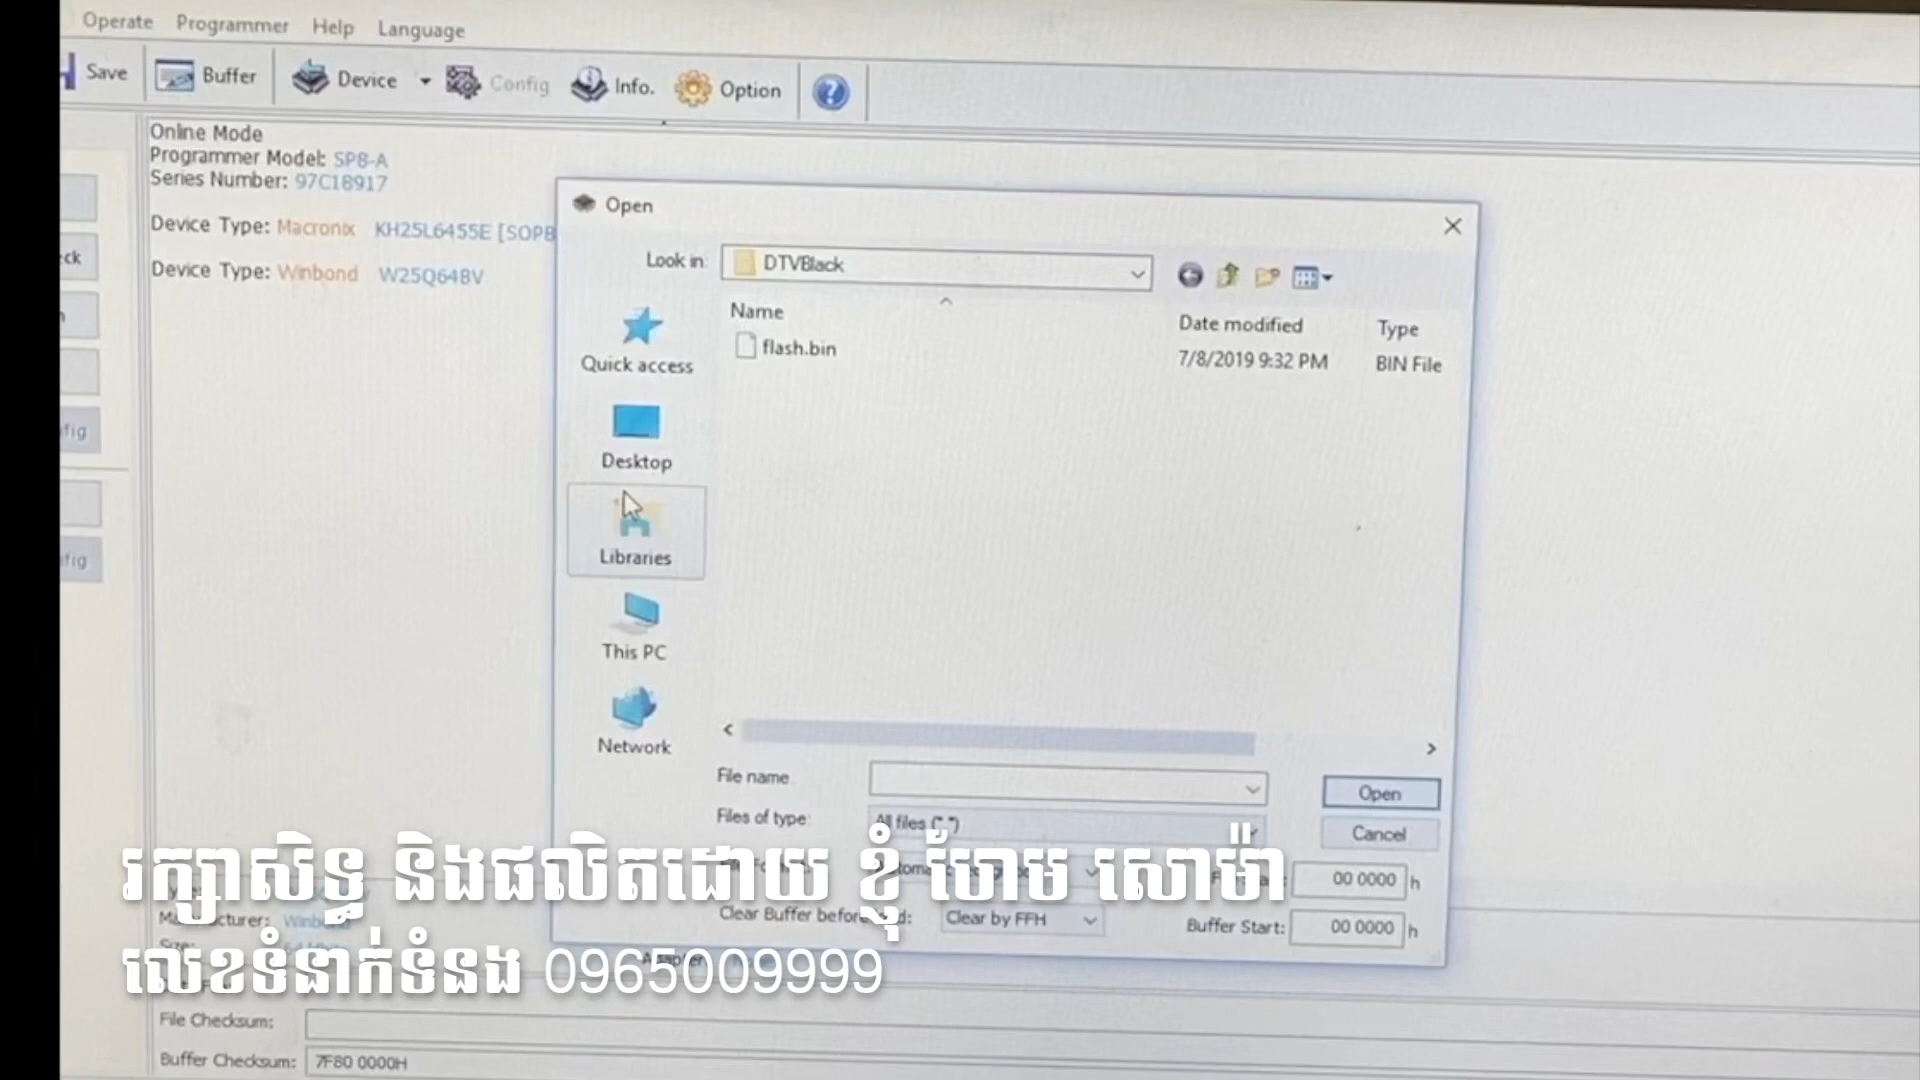 Operate Programmer Help Language
Save Buffer Device Config Info. Option
Online Mode
Programmer Model: SP8-A
Series Number: 97C18917
Device Type: Macronix KH25L6455E [SOP8
Device Type: Winbond W25Q64BV
Open
Look in: DTVBlack
Name Date modified Type
flash.bin 7/8/2019 9:32 PM BIN File
Quick access
Desktop
Libraries
This PC
Network
File name
Open
Files of type: All files (*.*)
Cancel
00 0000 h
Clear Buffer Clear by FFH
Buffer Start: 00 0000 h
រក្សាសិទ្ធ និងផលិតដោយ ខ្ញុំ ហែម សោម៉ា
លេខទំនាក់ទំនង 0965009999
File Checksum:
Buffer Checksum: 7F80 0000H